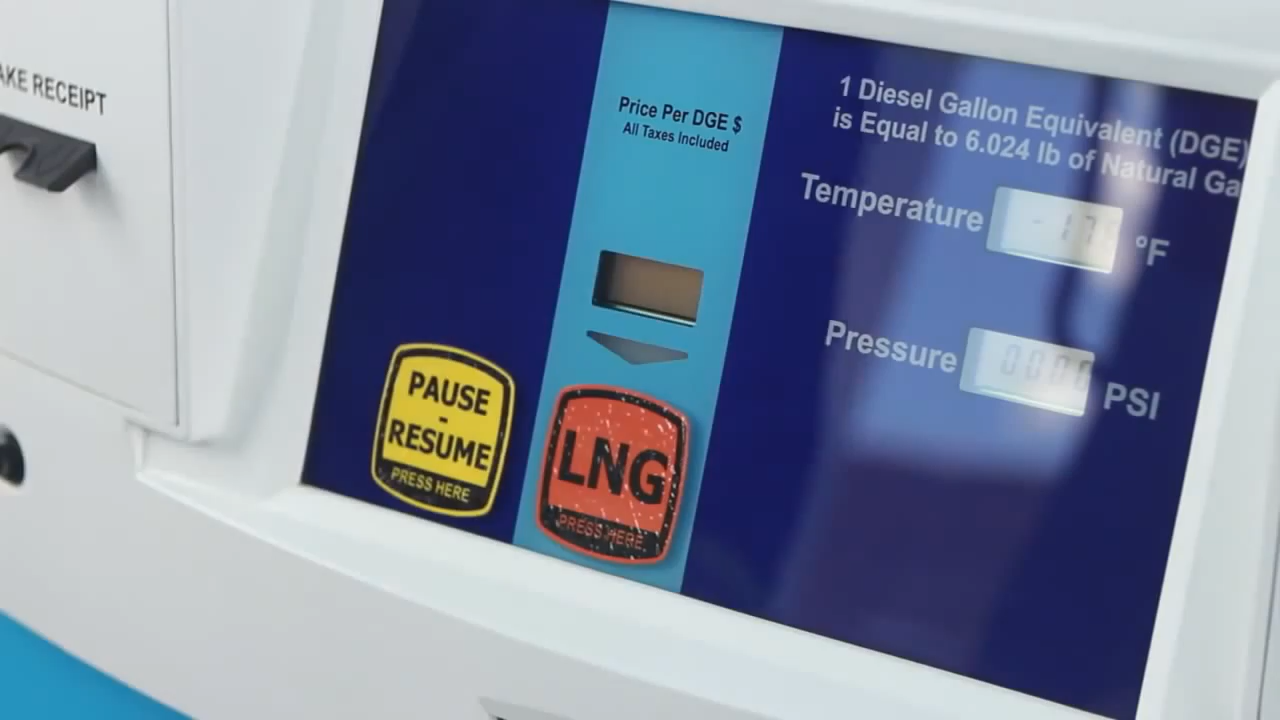 AKE RECEIPT
Price Per DGE $
All Taxes Included
1 Diesel Gallon Equivalent (DGE)
is Equal to 6.024 lb of Natural Ga
Temperature
°F
Pressure
PSI
PAUSE
-
RESUME
PRESS HERE
LNG
PRESS HERE